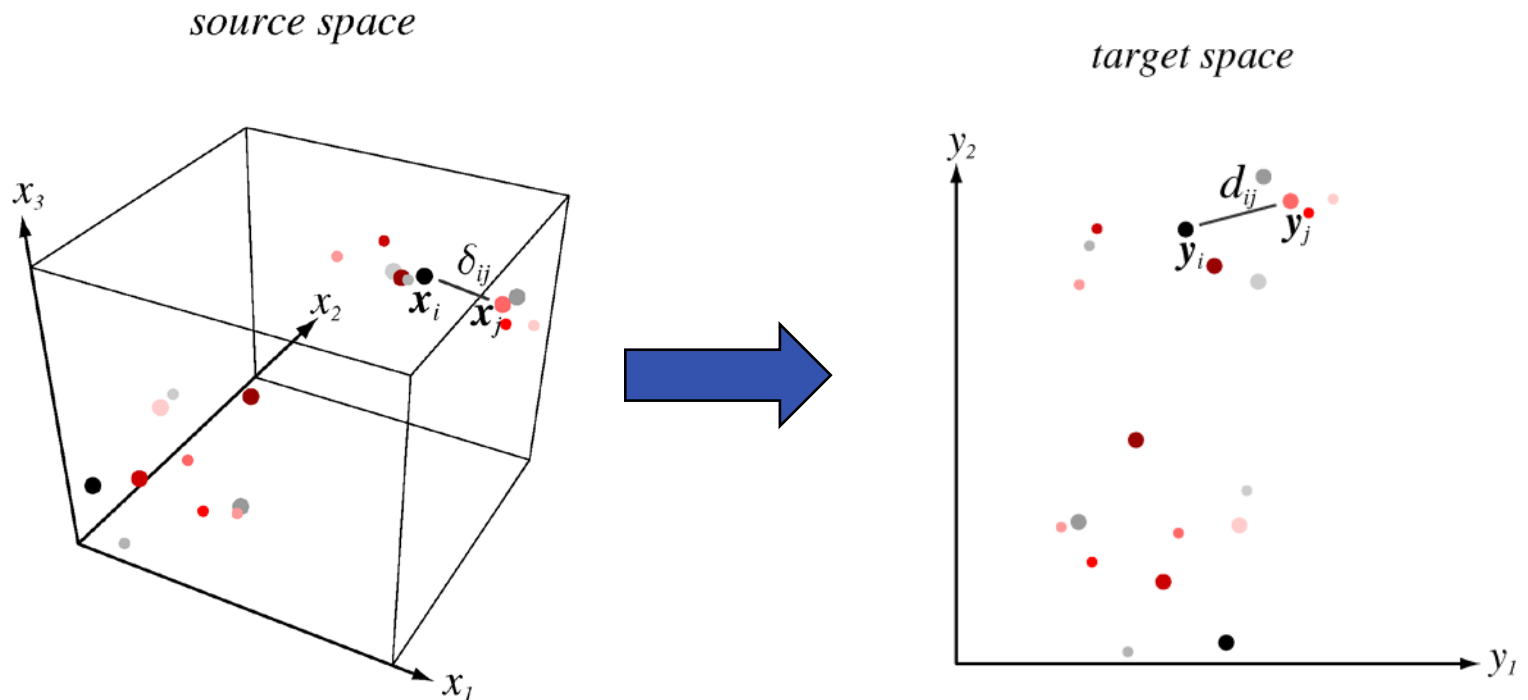 source space
target space
x₃
x₂
δᵢⱼ
xᵢ
xⱼ
x₁
y₂
dᵢⱼ
yᵢ
yⱼ
y₁